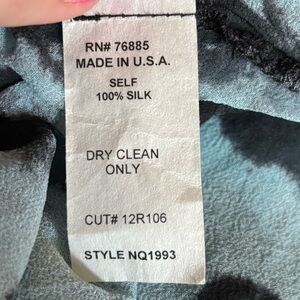 RN# 76885
MADE IN U.S.A.
SELF
100% SILK
DRY CLEAN
ONLY
CUT# 12R106
STYLE NQ1993